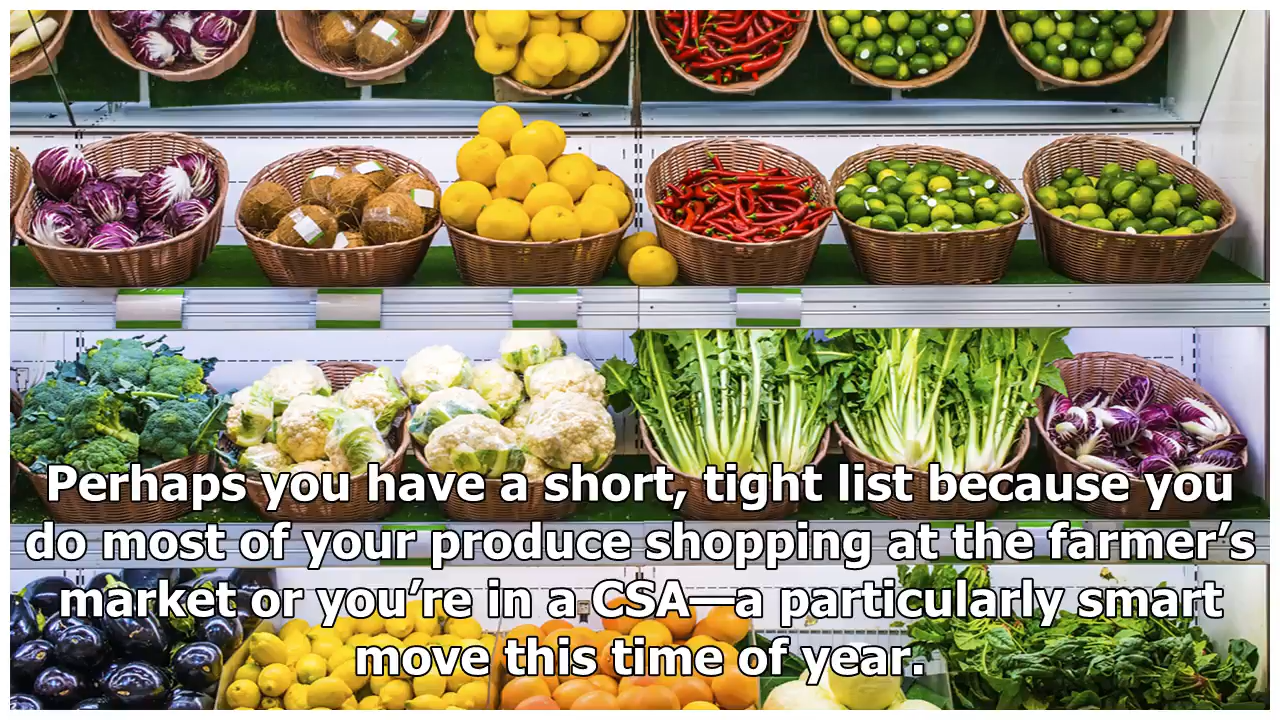 Perhaps you have a short, tight list because you
do most of your produce shopping at the farmer’s
market or you’re in a CSA—a particularly smart
move this time of year.